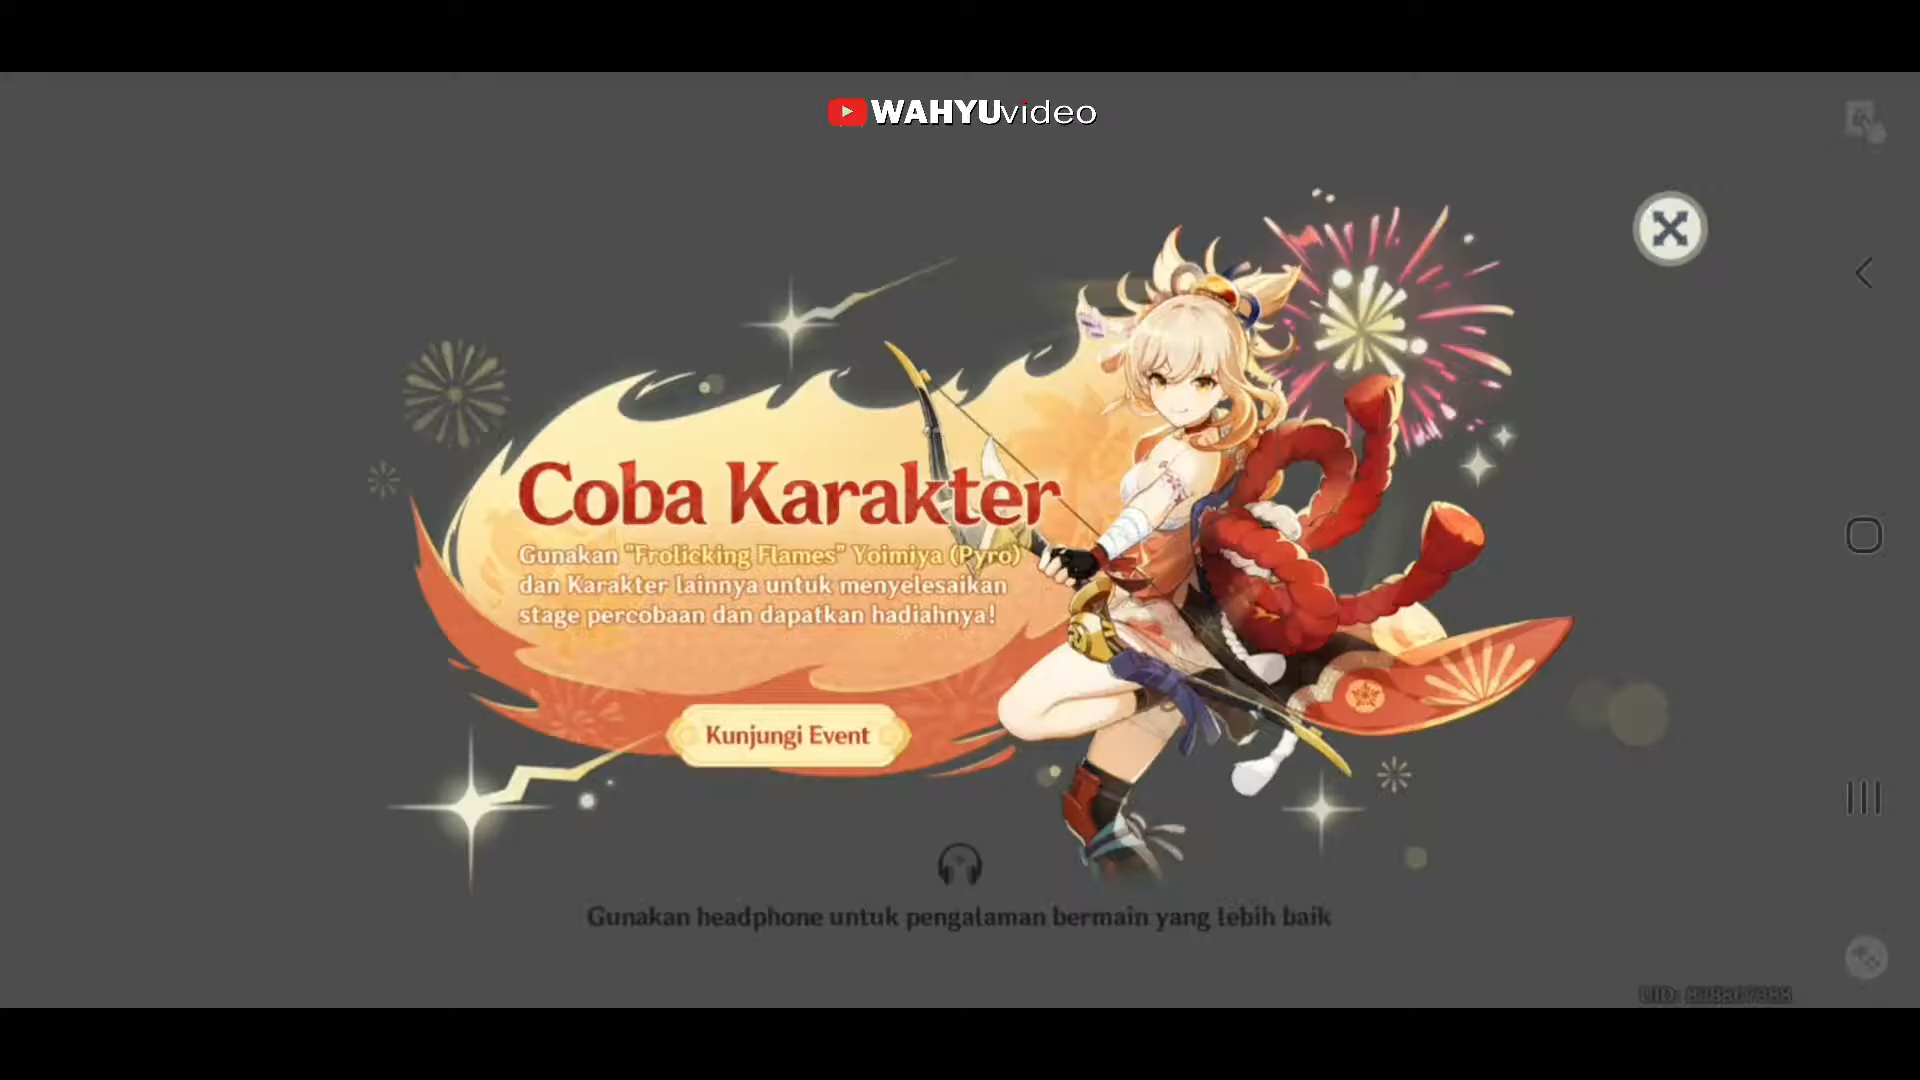 WAHYUvideo
Coba Karakter
Gunakan "Frolicking Flames" Yoimiya (Pyro)
dan Karakter lainnya untuk menyelesaikan
stage percobaan dan dapatkan hadiahnya!
Kunjungi Event
Gunakan headphone untuk pengalaman bermain yang lebih baik
UID: